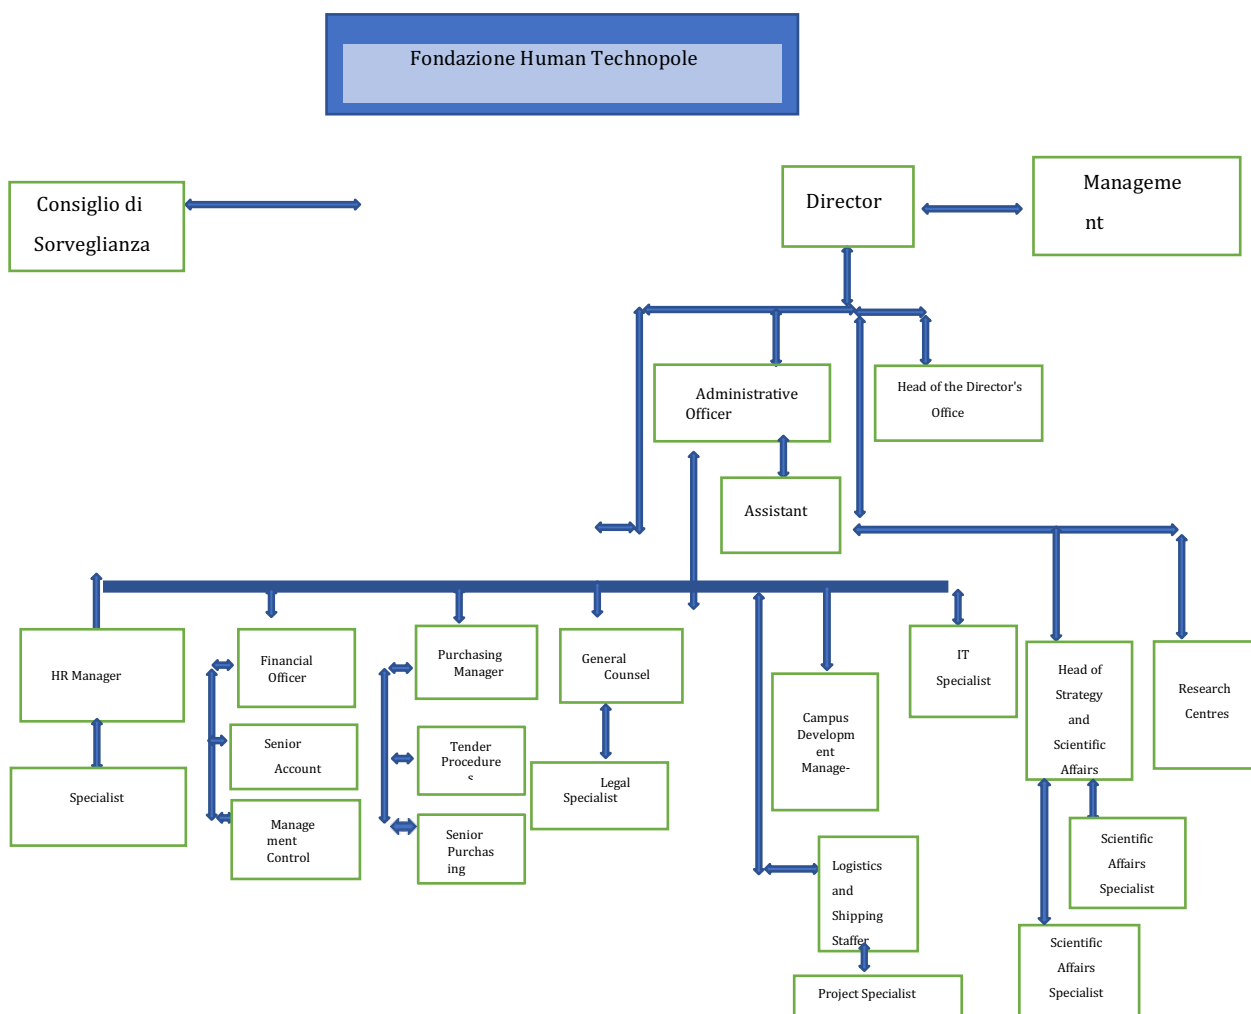 Fondazione Human Technopole
Consiglio di
Sorveglianza
Director
Manageme
nt
Administrative
Officer
Head of the Director's
Office
Assistant
HR Manager
Specialist
Financial
Officer
Senior
Account
Manage
ment
Control
Purchasing
Manager
Tender
Procedures
Senior
Purchas
ing
General
Counsel
Legal
Specialist
Campus
Developm
ent
Manage-
Logistics
and
Shipping
Staffer
Project Specialist
IT
Specialist
Head of
Strategy
and
Scientific
Affairs
Scientific
Affairs
Specialist
Scientific
Affairs
Specialist
Research
Centres